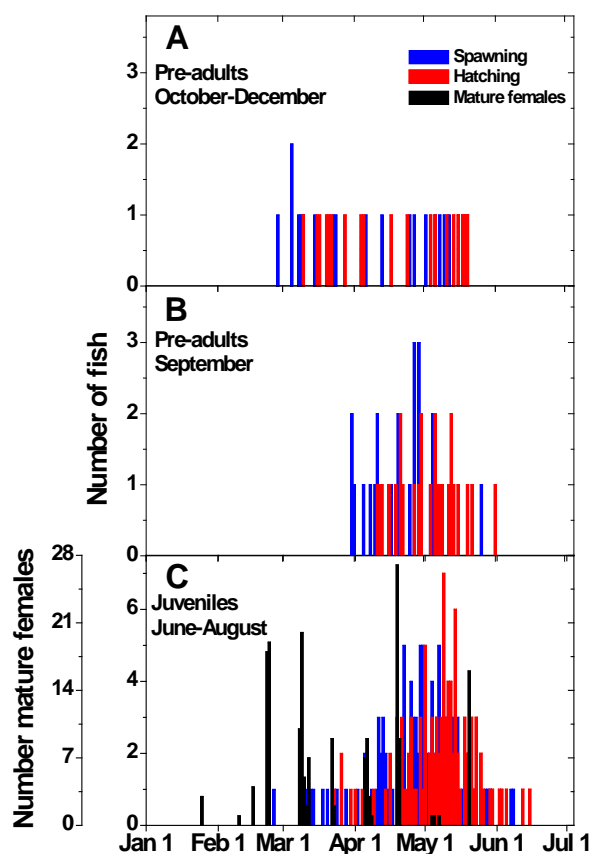 A
Pre-adults
October-December
Spawning
Hatching
Mature females
3
2
1
0
B
Pre-adults
September
3
2
1
0
Number of fish
C
Juveniles
June-August
28
21
14
7
0
Number mature females
6
4
2
0
Jan 1 Feb 1 Mar 1 Apr 1 May 1 Jun 1 Jul 1